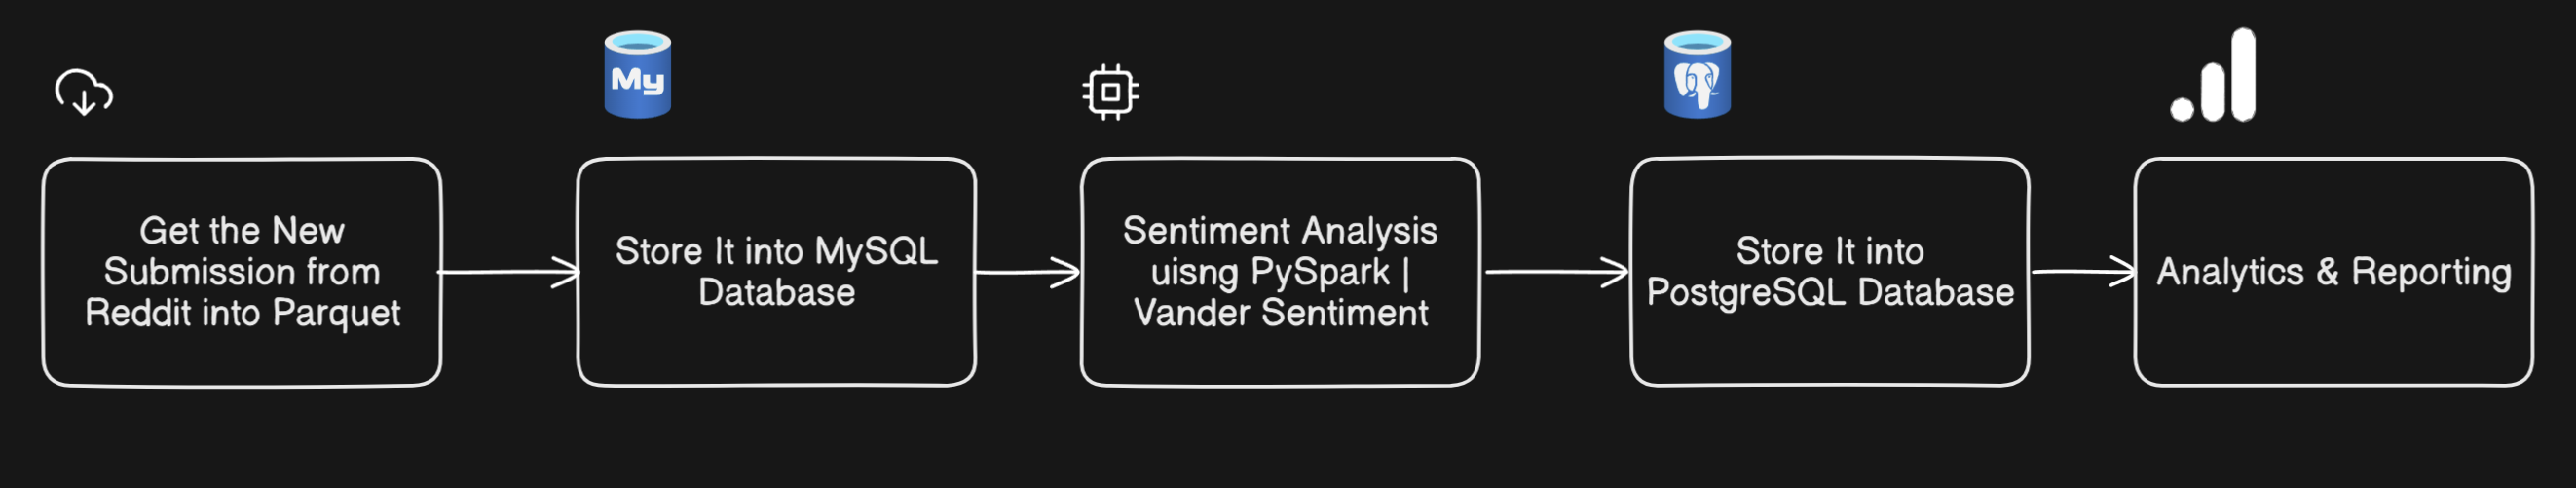 My
Get the New
Submission from
Reddit into Parquet
Store It into MySQL
Database
Sentiment Analysis
uisng PySpark |
Vander Sentiment
Store It into
PostgreSQL Database
Analytics & Reporting